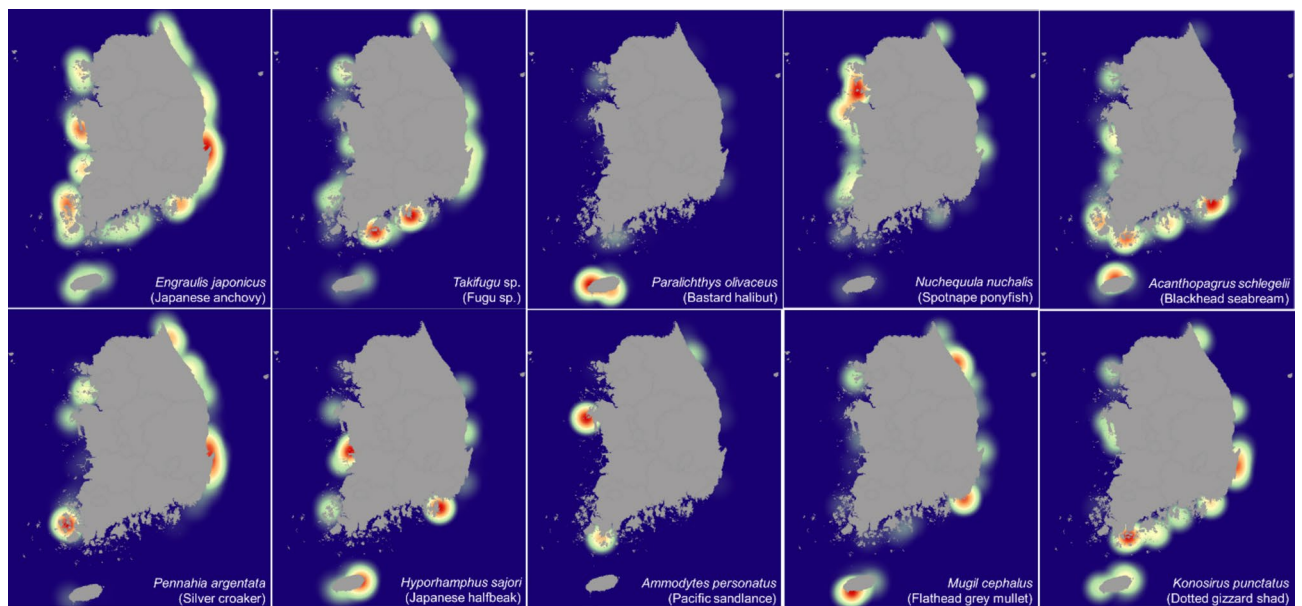 Engraulis japonicus
(Japanese anchovy)
Takifugu sp.
(Fugu sp.)
Paralichthys olivaceus
(Bastard halibut)
Nuchequula nuchalis
(Spotnape ponyfish)
Acanthopagrus schlegelii
(Blackhead seabream)
Pennahia argentata
(Silver croaker)
Hyporhamphus sajori
(Japanese halfbeak)
Ammodytes personatus
(Pacific sandlance)
Mugil cephalus
(Flathead grey mullet)
Konosirus punctatus
(Dotted gizzard shad)